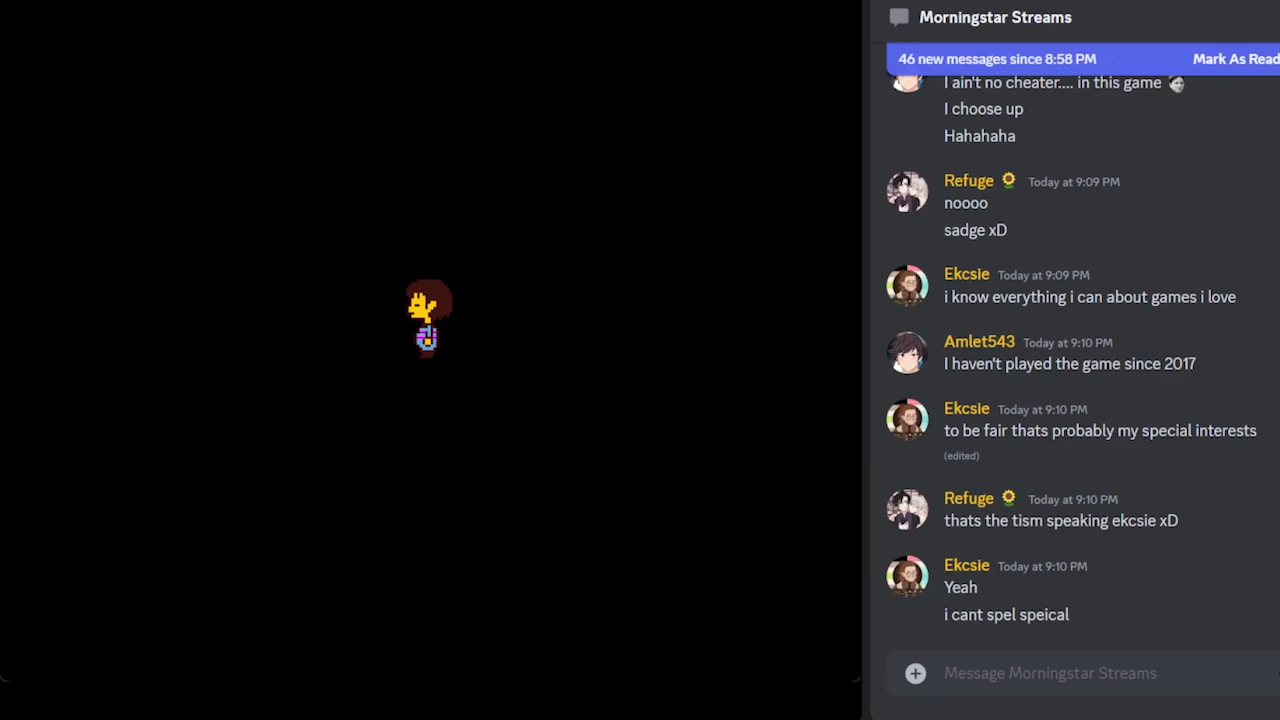 Morningstar Streams
46 new messages since 8:58 PM Mark As Read
I ain't no cheater.... in this game
I choose up
Hahahaha
Refuge Today at 9:09 PM
noooo
sadge xD
Ekcsie Today at 9:09 PM
i know everything i can about games i love
Amlet543 Today at 9:10 PM
I haven't played the game since 2017
Ekcsie Today at 9:10 PM
to be fair thats probably my special interests
(edited)
Refuge Today at 9:10 PM
thats the tism speaking ekcsie xD
Ekcsie Today at 9:10 PM
Yeah
i cant spel speical
Message Morningstar Streams